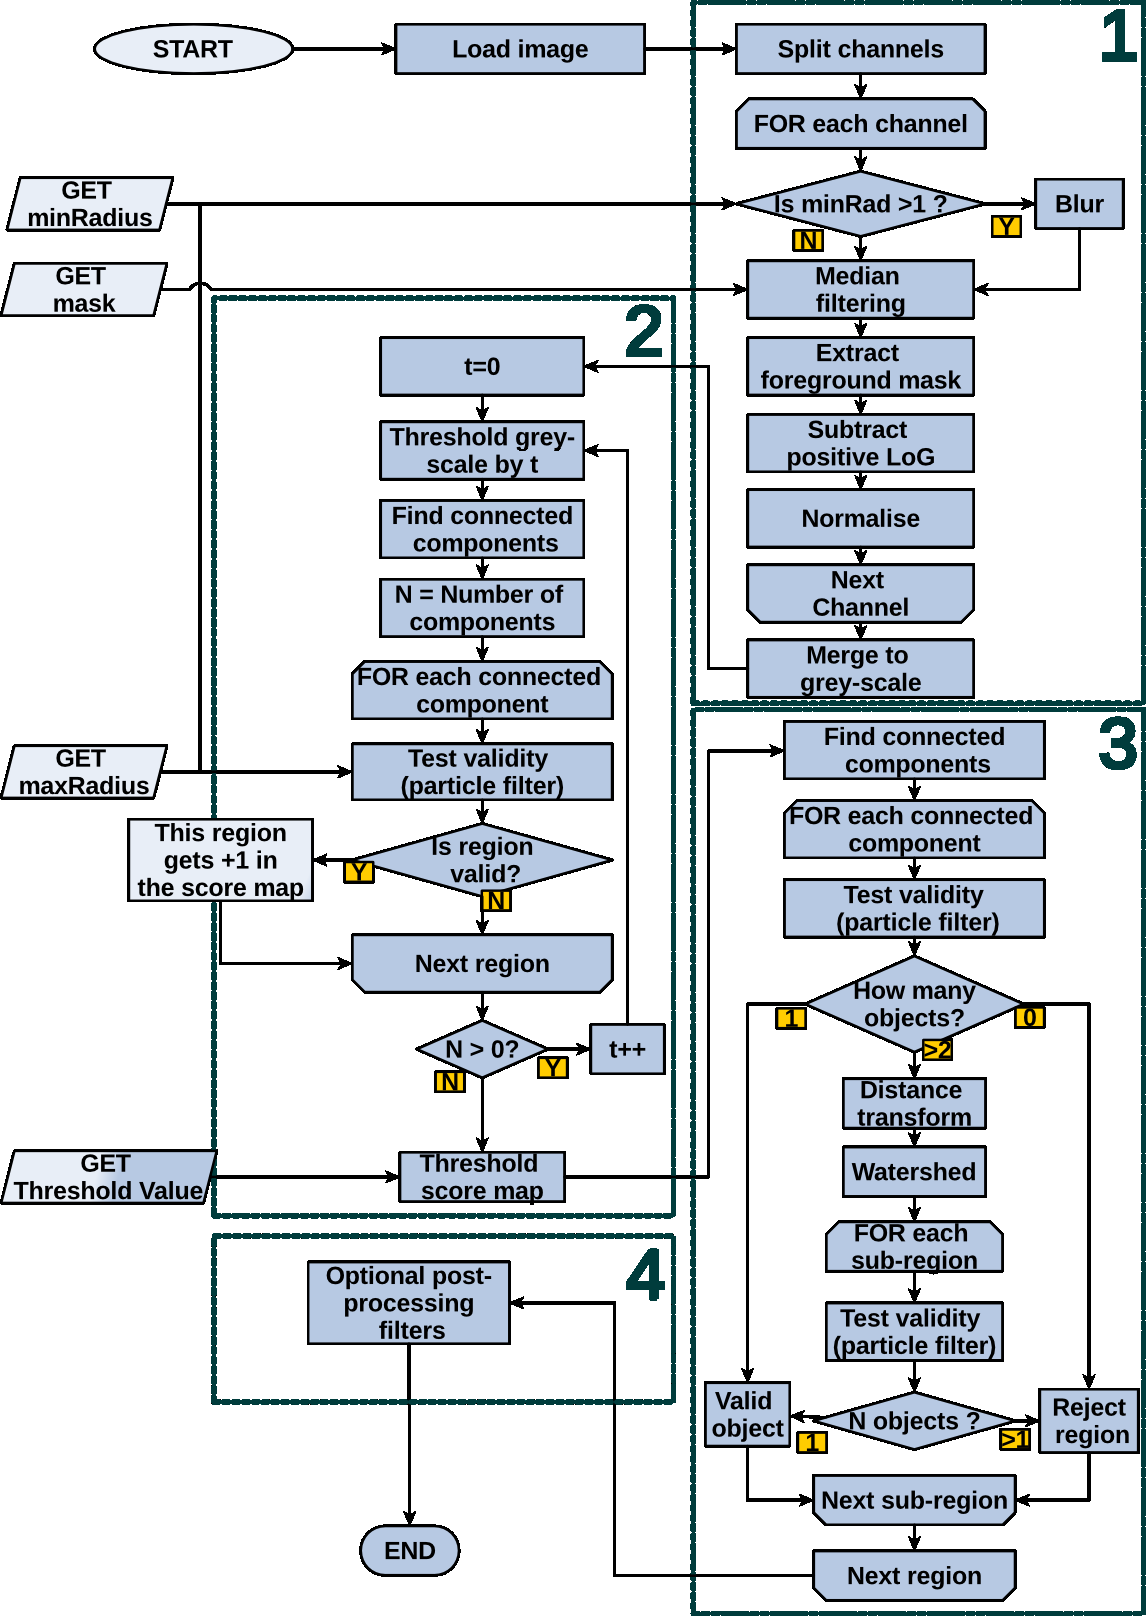 START
Load image
1
Split channels
FOR each channel
GET
minRadius
Is minRad >1 ?
Y
N
Blur
GET
mask
Median
filtering
Extract
foreground mask
Subtract
positive LoG
Normalise
Next
Channel
Merge to
grey-scale
2
t=0
Threshold grey-
scale by t
Find connected
components
N = Number of
components
FOR each connected
component
GET
maxRadius
Test validity
(particle filter)
Is region
valid?
Y
N
This region
gets +1 in
the score map
Next region
N > 0?
Y
N
t++
GET
Threshold Value
Threshold
score map
3
Find connected
components
FOR each connected
component
Test validity
(particle filter)
How many
objects?
1
0
>2
Distance
transform
Watershed
FOR each
sub-region
Test validity
(particle filter)
N objects ?
1
>1
Valid
object
Reject
region
Next sub-region
Next region
4
Optional post-
processing
filters
END